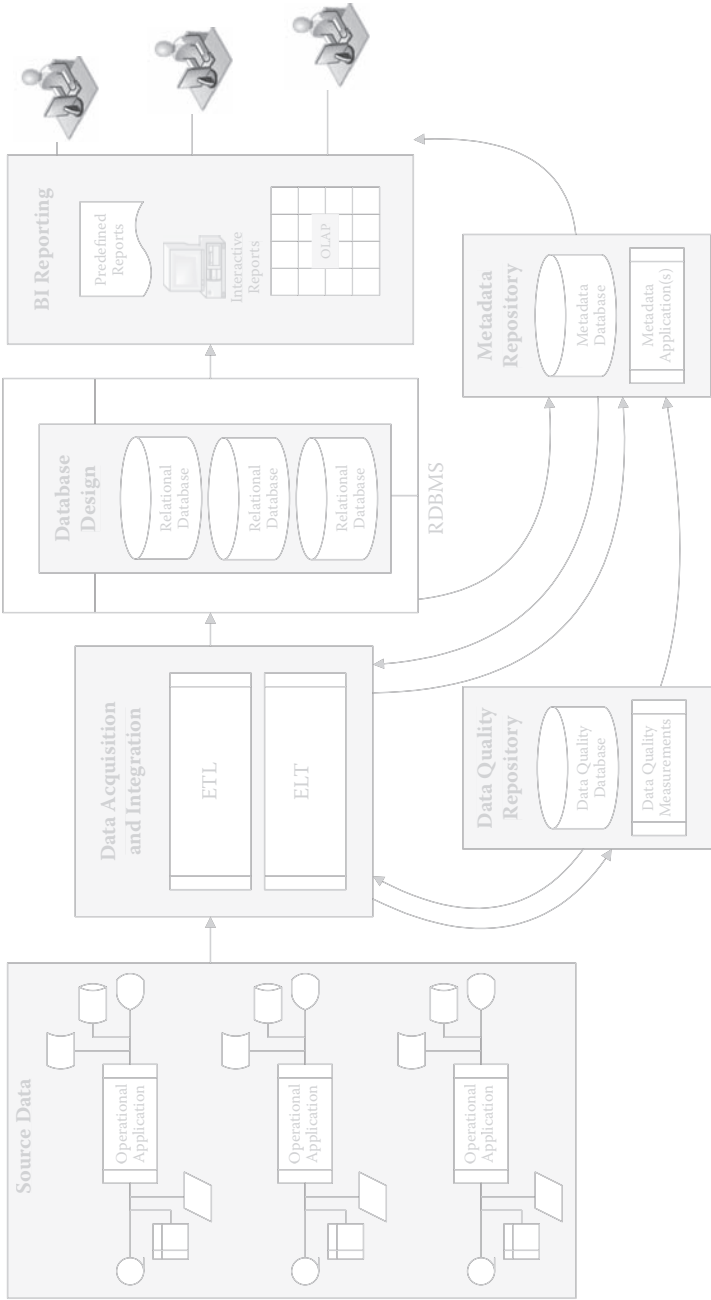 Source Data
Operational
Application
Operational
Application
Operational
Application
Data Acquisition
and Integration
ETL
ELT
Database
Design
Relational
Database
Relational
Database
Relational
Database
RDBMS
BI Reporting
Predefined
Reports
Interactive
Reports
OLAP
Data Quality
Repository
Data Quality
Database
Data Quality
Measurements
Metadata
Repository
Metadata
Database
Metadata
Application(s)